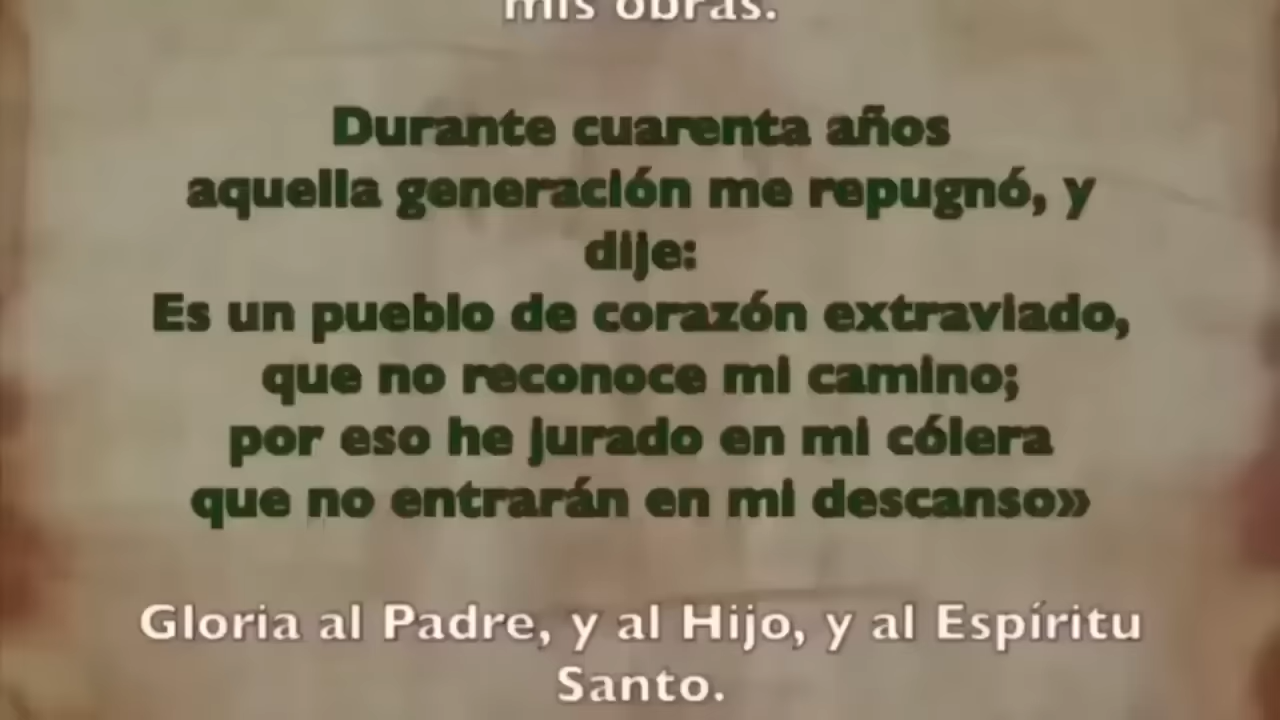 mis obras.
Durante cuarenta años
aquella generación me repugnó, y
dije:
Es un pueblo de corazón extraviado,
que no reconoce mi camino;
por eso he jurado en mi cólera
que no entrarán en mi descanso»
Gloria al Padre, y al Hijo, y al Espíritu
Santo.